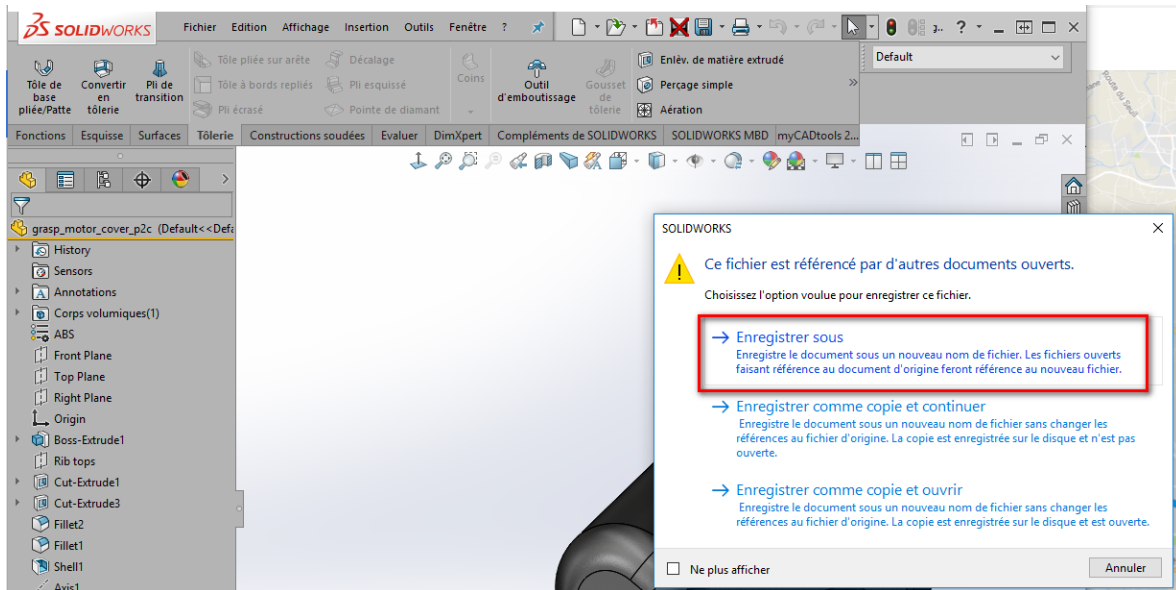 SOLIDWORKS Fichier Edition Affichage Insertion Outils Fenêtre ?
Tôle de base pliée/Patte
Convertir en tôlerie
Pli de transition
Tôle pliée sur arête
Tôle à bords repliés
Pli écrasé
Décalage
Pli esquissé
Pointe de diamant
Coins
Outil d'emboutissage
Gousset de tôlerie
Enlèv. de matière extrudé
Perçage simple
Aération
Default
Fonctions Esquisse Surfaces Tôlerie Constructions soudées Evaluer DimXpert Compléments de SOLIDWORKS SOLIDWORKS MBD myCADtools 2...
grasp_motor_cover_p2c (Default<<Defa
History
Sensors
Annotations
Corps volumiques(1)
ABS
Front Plane
Top Plane
Right Plane
Origin
Boss-Extrude1
Rib tops
Cut-Extrude1
Cut-Extrude3
Fillet2
Fillet1
Shell1
Axis1
SOLIDWORKS
Ce fichier est référencé par d'autres documents ouverts.
Choisissez l'option voulue pour enregistrer ce fichier.
Enregistrer sous
Enregistre le document sous un nouveau nom de fichier. Les fichiers ouverts
faisant référence au document d'origine feront référence au nouveau fichier.
Enregistrer comme copie et continuer
Enregistre le document sous un nouveau nom de fichier sans changer les
références au fichier d'origine. La copie est enregistrée sur le disque et n'est pas
ouverte.
Enregistrer comme copie et ouvrir
Enregistre le document sous un nouveau nom de fichier sans changer les
références au fichier d'origine. La copie est enregistrée sur le disque et est ouverte.
Ne plus afficher
Annuler